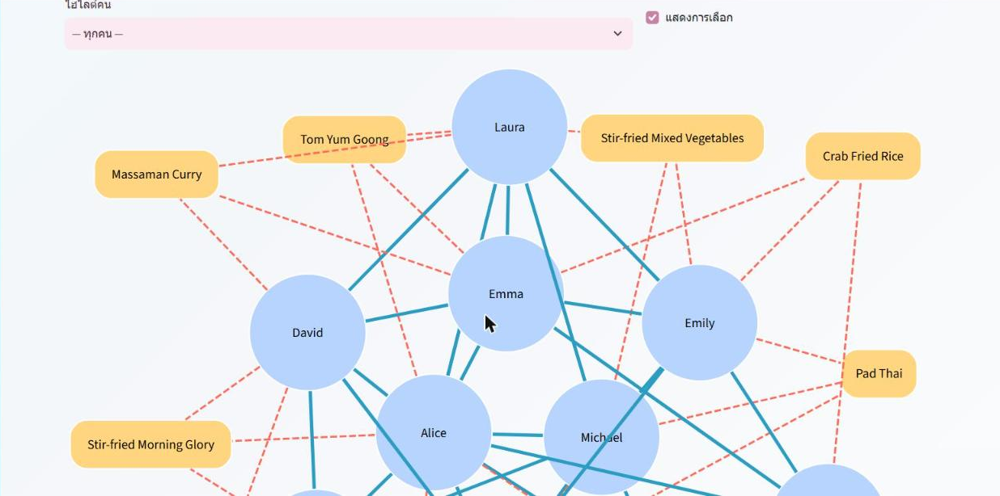 ไฮไลต์คน
แสดงการเลือก
— ทุกคน —
Laura
Tom Yum Goong
Stir-fried Mixed Vegetables
Crab Fried Rice
Massaman Curry
Emma
Emily
David
Pad Thai
Alice
Michael
Stir-fried Morning Glory